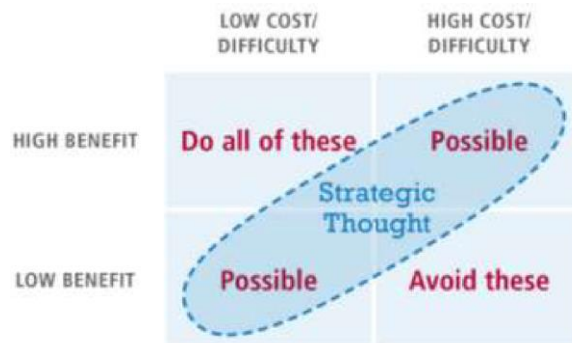 LOW COST/ HIGH COST/
DIFFICULTY DIFFICULTY
HIGH BENEFIT Do all of these Possible
Strategic
Thought
LOW BENEFIT Possible Avoid these